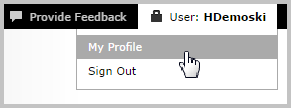 Provide Feedback User: HDemoski
My Profile
Sign Out